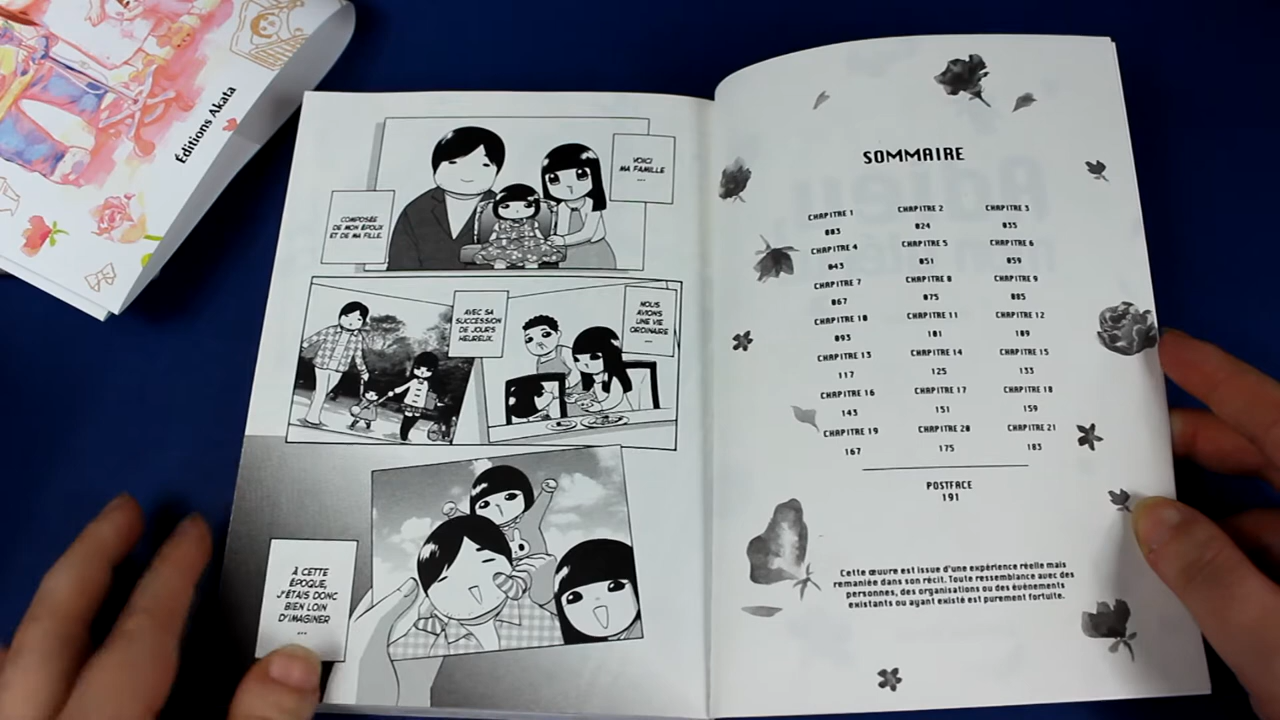 Éditions Akata
VOICI
MA FAMILLE
...
COMPOSÉE
DE MON ÉPOUX
ET DE MA FILLE.
AVEC SA
SUCCESSION
DE JOURS
HEUREUX.
NOUS
AVIONS
UNE VIE
ORDINAIRE
...
À CETTE
ÉPOQUE,
J'ÉTAIS DONC
BIEN LOIN
D'IMAGINER
...
SOMMAIRE
CHAPITRE 1 CHAPITRE 2 CHAPITRE 3
003 024 035
CHAPITRE 4 CHAPITRE 5 CHAPITRE 6
043 051 059
CHAPITRE 7 CHAPITRE 8 CHAPITRE 9
067 075 085
CHAPITRE 10 CHAPITRE 11 CHAPITRE 12
093 101 109
CHAPITRE 13 CHAPITRE 14 CHAPITRE 15
117 125 133
CHAPITRE 16 CHAPITRE 17 CHAPITRE 18
143 151 159
CHAPITRE 19 CHAPITRE 20 CHAPITRE 21
167 175 183
POSTFACE
191
Cette œuvre est issue d'une expérience réelle mais
remaniée dans son récit. Toute ressemblance avec des
personnes, des organisations ou des événements
existants ou ayant existé est purement fortuite.